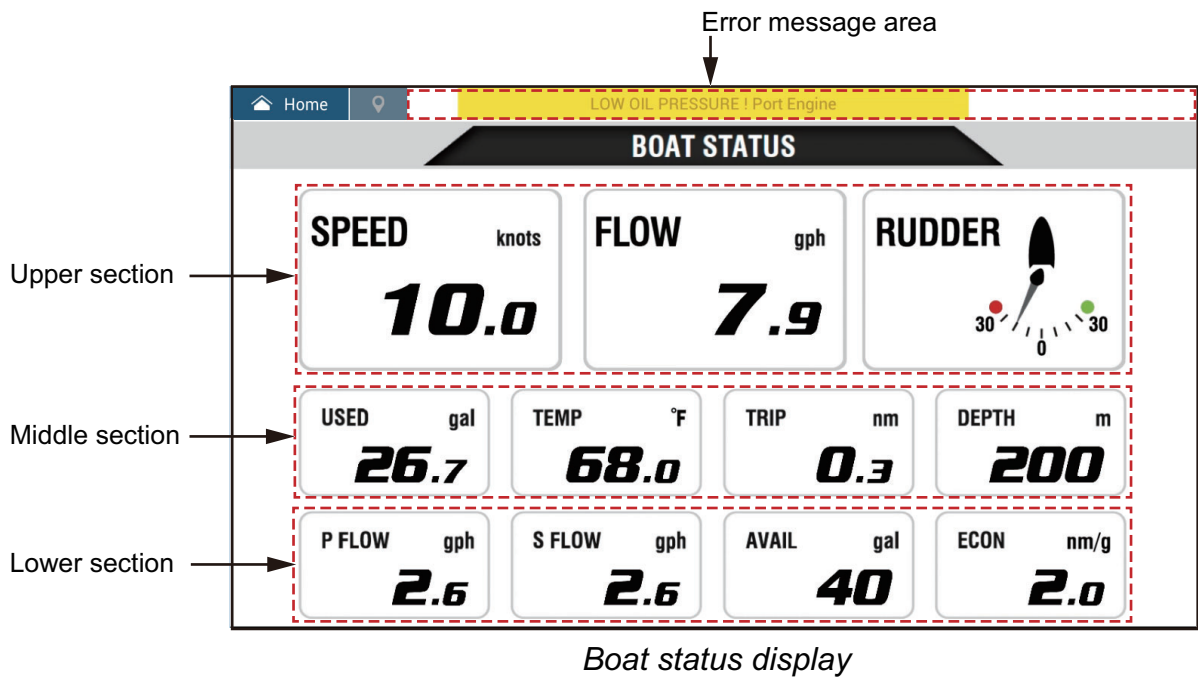 Error message area
Home
LOW OIL PRESSURE ! Port Engine
BOAT STATUS
Upper section
SPEED knots
10.0
FLOW gph
7.9
RUDDER
30 0 30
Middle section
USED gal
26.7
TEMP °F
68.0
TRIP nm
0.3
DEPTH m
200
Lower section
P FLOW gph
2.6
S FLOW gph
2.6
AVAIL gal
40
ECON nm/g
2.0
Boat status display